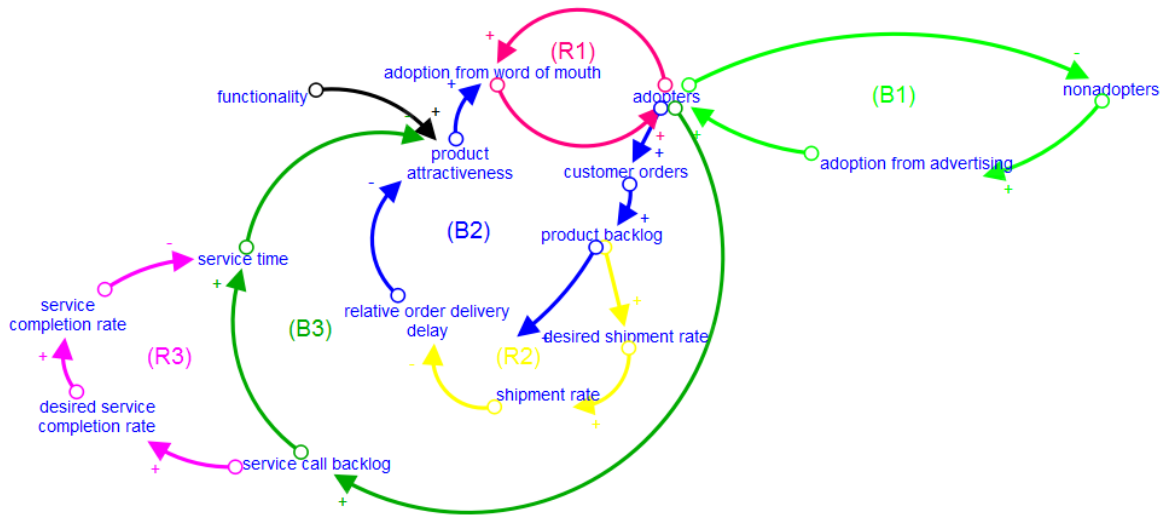 +
(R1)
adoption from word of mouth
+
-
nonadopters
(B1)
functionality
adopters
+
-
+
+
+
product
attractiveness
+
adoption from advertising
+
customer orders
-
(B2)
+
product backlog
-
service time
+
+
service
completion rate
relative order delivery
delay
(B3)
+
desired shipment rate
(R3)
(R2)
+
-
shipment rate
+
desired service
completion rate
+
service call backlog
+